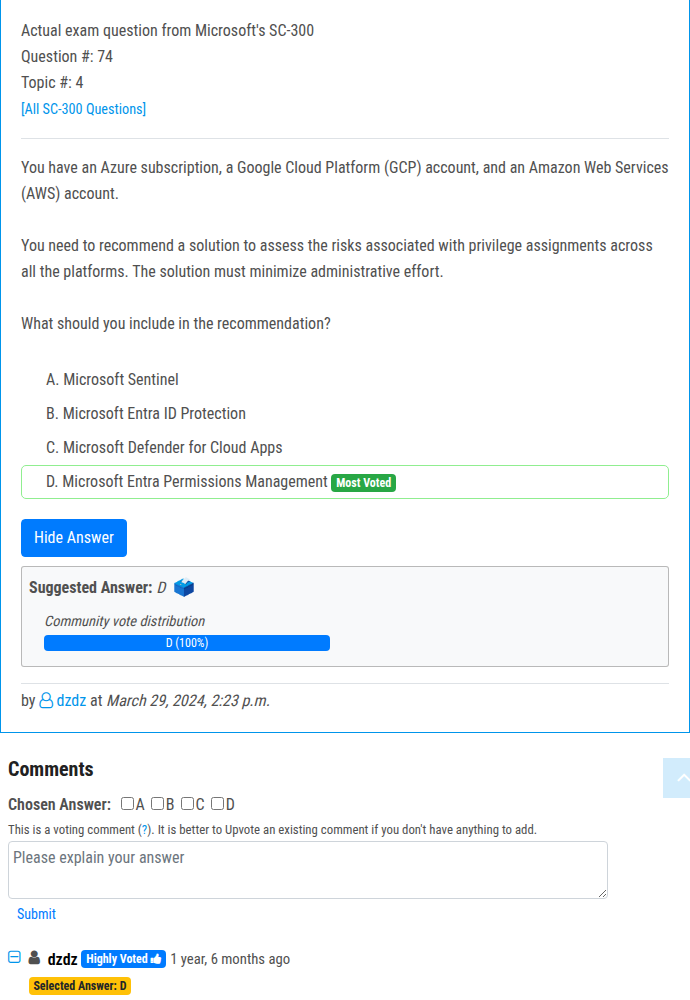 Actual exam question from Microsoft's SC-300
Question #: 74
Topic #: 4
[All SC-300 Questions]
You have an Azure subscription, a Google Cloud Platform (GCP) account, and an Amazon Web Services
(AWS) account.
You need to recommend a solution to assess the risks associated with privilege assignments across
all the platforms. The solution must minimize administrative effort.
What should you include in the recommendation?
A. Microsoft Sentinel
B. Microsoft Entra ID Protection
C. Microsoft Defender for Cloud Apps
D. Microsoft Entra Permissions Management Most Voted
Hide Answer
Suggested Answer: D
Community vote distribution
D (100%)
by dzdz at March 29, 2024, 2:23 p.m.
Comments
Chosen Answer: A B C D
This is a voting comment (?). It is better to Upvote an existing comment if you don't have anything to add.
Please explain your answer
Submit
dzdz Highly Voted 1 year, 6 months ago
Selected Answer: D